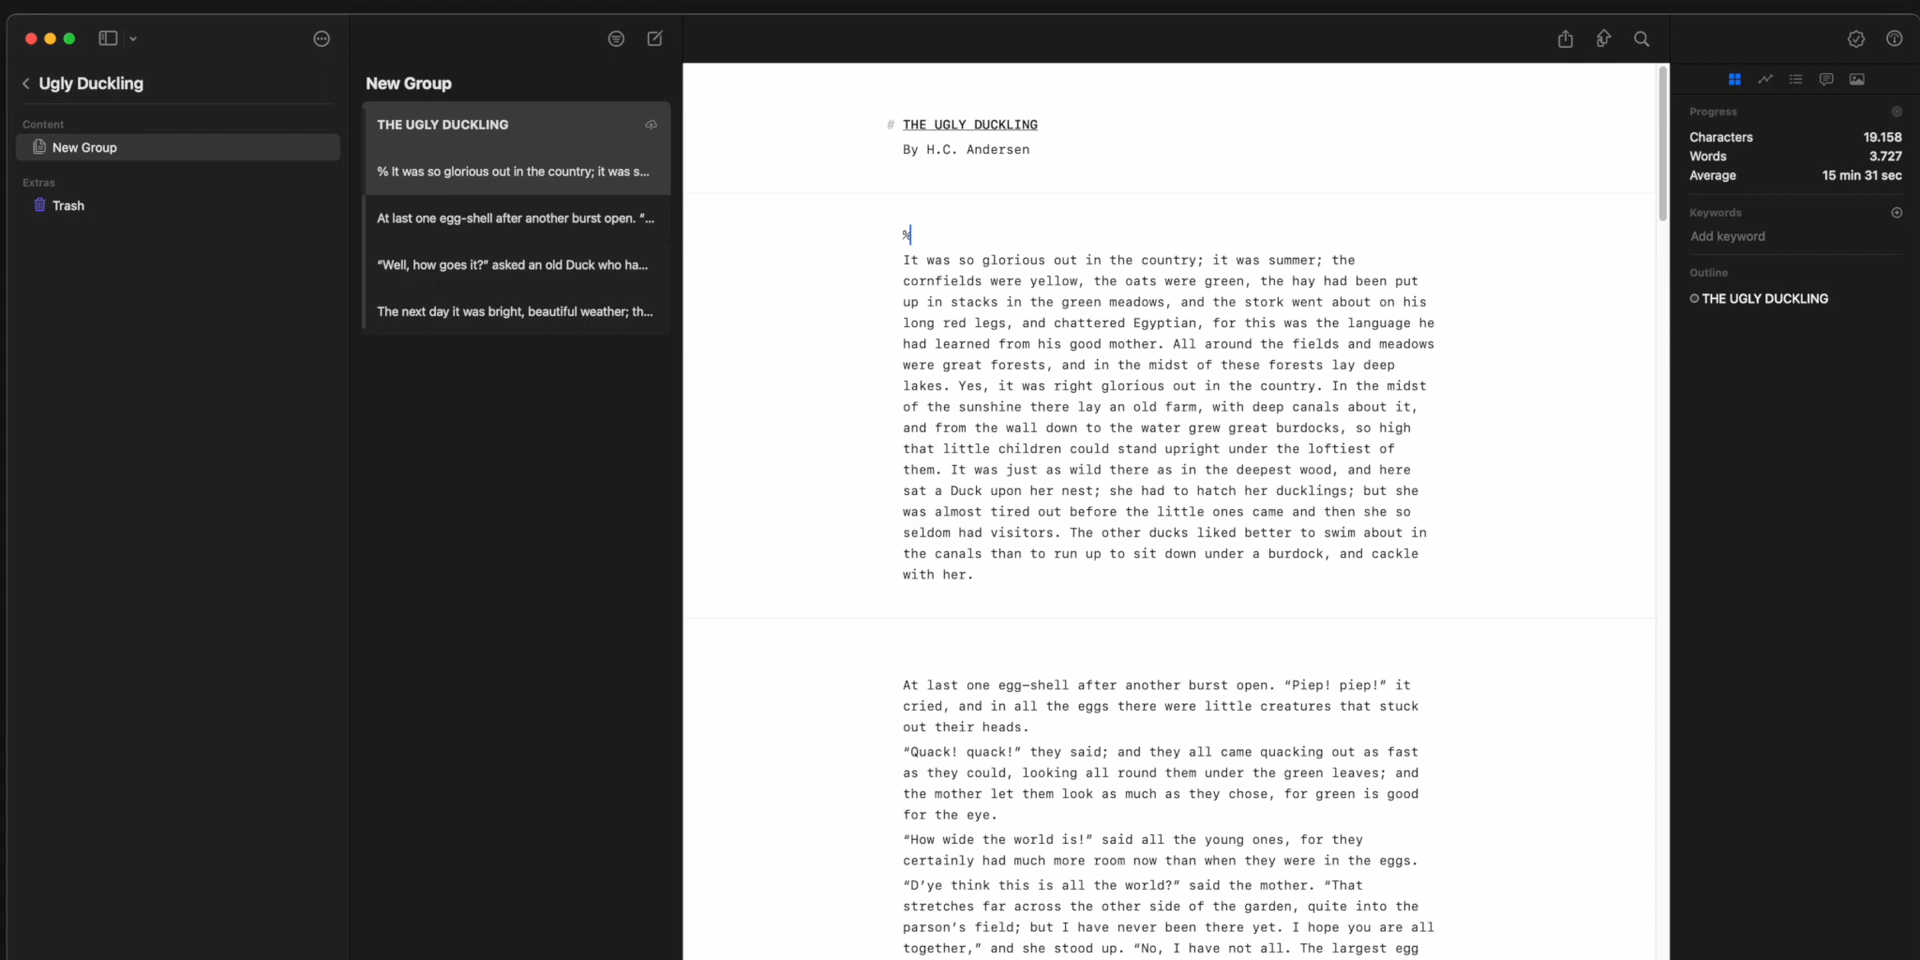 Ugly Duckling
Content
New Group
Extras
Trash
New Group
THE UGLY DUCKLING
% It was so glorious out in the country; it was s...
At last one egg-shell after another burst open. “...
“Well, how goes it?” asked an old Duck who ha...
The next day it was bright, beautiful weather; th...
# THE UGLY DUCKLING
By H.C. Andersen
%
It was so glorious out in the country; it was summer; the
cornfields were yellow, the oats were green, the hay had been put
up in stacks in the green meadows, and the stork went about on his
long red legs, and chattered Egyptian, for this was the language he
had learned from his good mother. All around the fields and meadows
were great forests, and in the midst of these forests lay deep
lakes. Yes, it was right glorious out in the country. In the midst
of the sunshine there lay an old farm, with deep canals about it,
and from the wall down to the water grew great burdocks, so high
that little children could stand upright under the loftiest of
them. It was just as wild there as in the deepest wood, and here
sat a Duck upon her nest; she had to hatch her ducklings; but she
was almost tired out before the little ones came and then she so
seldom had visitors. The other ducks liked better to swim about in
the canals than to run up to sit down under a burdock, and cackle
with her.
At last one egg–shell after another burst open. “Piep! piep!” it
cried, and in all the eggs there were little creatures that stuck
out their heads.
“Quack! quack!” they said; and they all came quacking out as fast
as they could, looking all round them under the green leaves; and
the mother let them look as much as they chose, for green is good
for the eye.
“How wide the world is!” said all the young ones, for they
certainly had much more room now than when they were in the eggs.
“D’ye think this is all the world?” said the mother. “That
stretches far across the other side of the garden, quite into the
parson’s field; but I have never been there yet. I hope you are all
together,” and she stood up. “No, I have not all. The largest egg
Progress
Characters 19.158
Words 3.727
Average 15 min 31 sec
Keywords
Add keyword
Outline
THE UGLY DUCKLING